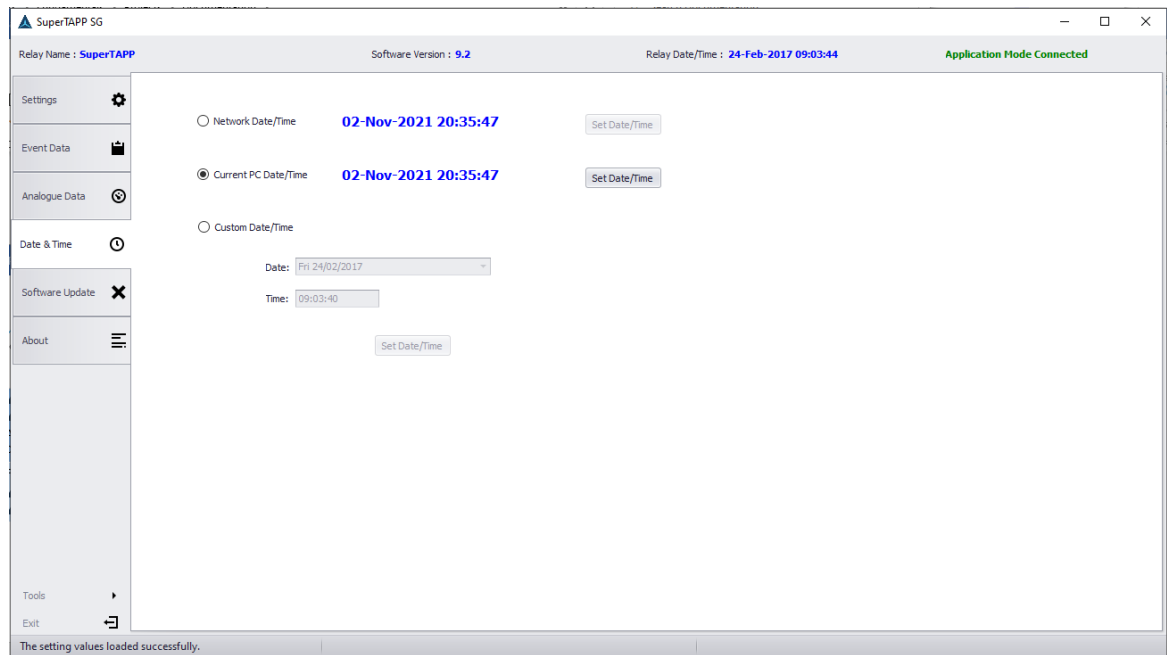 SuperTAPP SG
Relay Name : SuperTAPP Software Version : 9.2 Relay Date/Time : 24-Feb-2017 09:03:44 Application Mode Connected
Settings
Event Data
Analogue Data
Date & Time
Software Update
About
Network Date/Time 02-Nov-2021 20:35:47 Set Date/Time
Current PC Date/Time 02-Nov-2021 20:35:47 Set Date/Time
Custom Date/Time
Date: Fri 24/02/2017
Time: 09:03:40
Set Date/Time
Tools
Exit
The setting values loaded successfully.